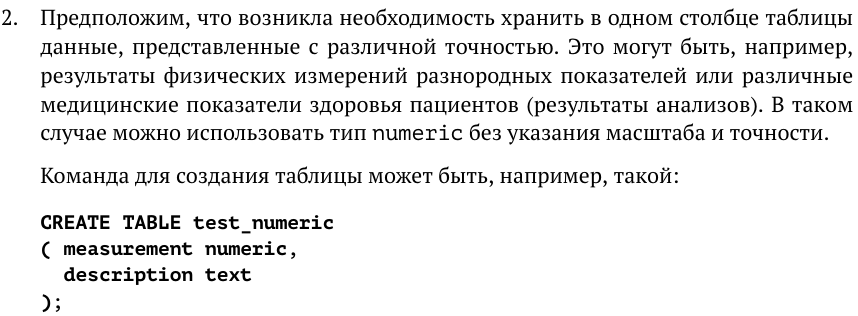 2. Предположим, что возникла необходимость хранить в одном столбце таблицы
данные, представленные с различной точностью. Это могут быть, например,
результаты физических измерений разнородных показателей или различные
медицинские показатели здоровья пациентов (результаты анализов). В таком
случае можно использовать тип numeric без указания масштаба и точности.
Команда для создания таблицы может быть, например, такой:
CREATE TABLE test_numeric
( measurement numeric,
  description text
);